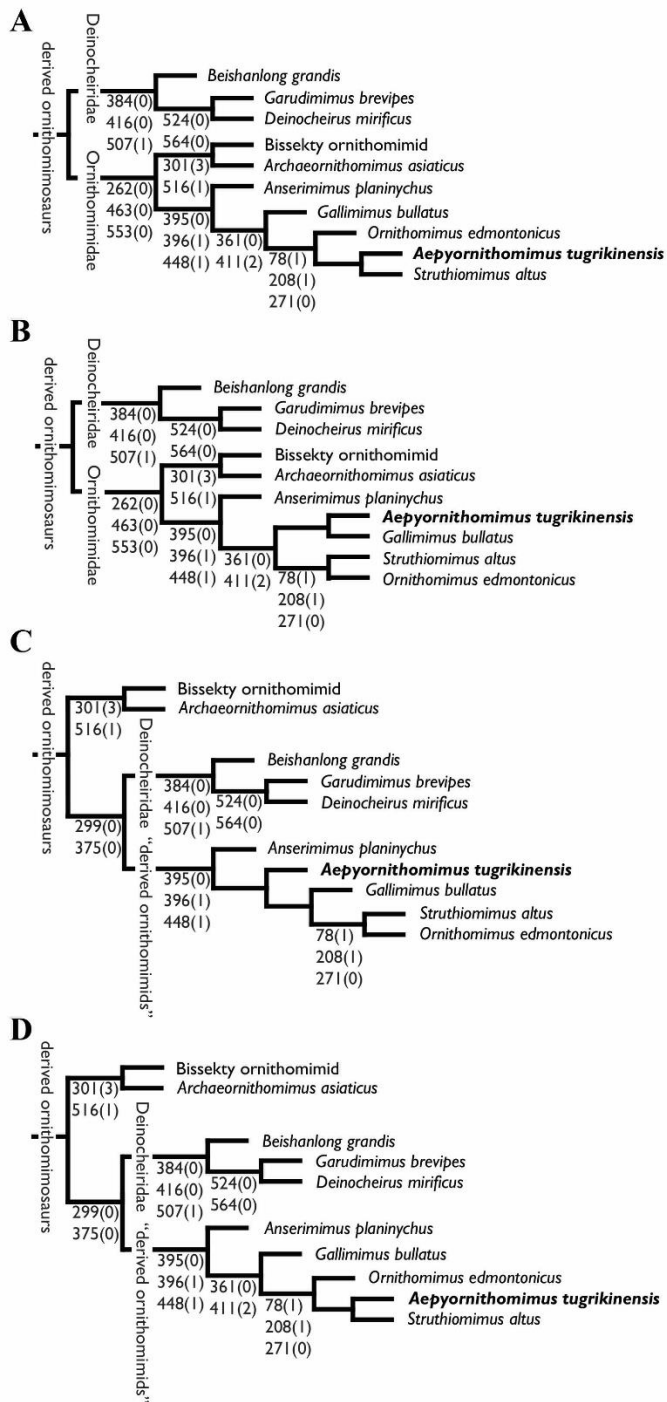 A
derived ornithomimosaurs
Deinocheiridae
384(0)
416(0)
507(1)
Beishanlong grandis
524(0)
564(0)
Garudimimus brevipes
Deinocheirus mirificus
Ornithomimidae
262(0)
463(0)
553(0)
301(3)
516(1)
Bissekty ornithomimid
Archaeornithomimus asiaticus
395(0)
396(1)
448(1)
Anserimimus planinychus
361(0)
411(2)
Gallimimus bullatus
78(1)
208(1)
271(0)
Ornithomimus edmontonicus
Aepyornithomimus tugrikinensis
Struthiomimus altus
B
derived ornithomimosaurs
Deinocheiridae
384(0)
416(0)
507(1)
Beishanlong grandis
524(0)
564(0)
Garudimimus brevipes
Deinocheirus mirificus
Ornithomimidae
262(0)
463(0)
553(0)
301(3)
516(1)
Bissekty ornithomimid
Archaeornithomimus asiaticus
395(0)
396(1)
448(1)
Anserimimus planinychus
361(0)
411(2)
Aepyornithomimus tugrikinensis
Gallimimus bullatus
78(1)
208(1)
271(0)
Struthiomimus altus
Ornithomimus edmontonicus
C
derived ornithomimosaurs
301(3)
516(1)
Bissekty ornithomimid
Archaeornithomimus asiaticus
299(0)
375(0)
Deinocheiridae
384(0)
416(0)
507(1)
Beishanlong grandis
524(0)
564(0)
Garudimimus brevipes
Deinocheirus mirificus
“derived ornithomimids”
395(0)
396(1)
448(1)
Anserimimus planinychus
Aepyornithomimus tugrikinensis
Gallimimus bullatus
78(1)
208(1)
271(0)
Struthiomimus altus
Ornithomimus edmontonicus
D
derived ornithomimosaurs
301(3)
516(1)
Bissekty ornithomimid
Archaeornithomimus asiaticus
299(0)
375(0)
Deinocheiridae
384(0)
416(0)
507(1)
Beishanlong grandis
524(0)
564(0)
Garudimimus brevipes
Deinocheirus mirificus
“derived ornithomimids”
395(0)
396(1)
448(1)
Anserimimus planinychus
361(0)
411(2)
Gallimimus bullatus
78(1)
208(1)
271(0)
Ornithomimus edmontonicus
Aepyornithomimus tugrikinensis
Struthiomimus altus